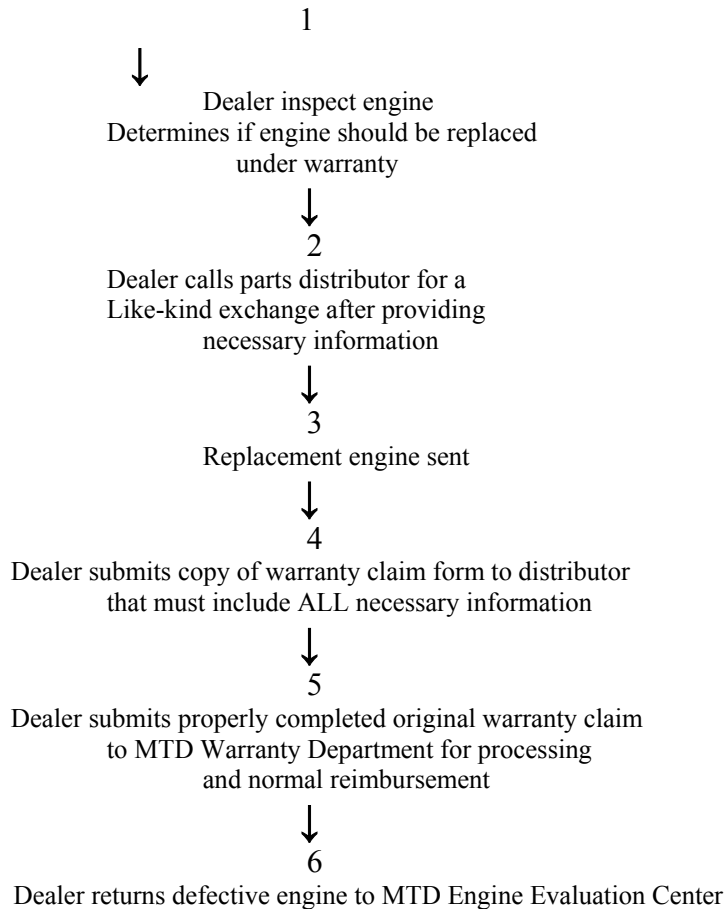 1
↓
Dealer inspect engine
Determines if engine should be replaced
under warranty
↓
2
Dealer calls parts distributor for a
Like-kind exchange after providing
necessary information
↓
3
Replacement engine sent
↓
4
Dealer submits copy of warranty claim form to distributor
that must include ALL necessary information
↓
5
Dealer submits properly completed original warranty claim
to MTD Warranty Department for processing
and normal reimbursement
↓
6
Dealer returns defective engine to MTD Engine Evaluation Center